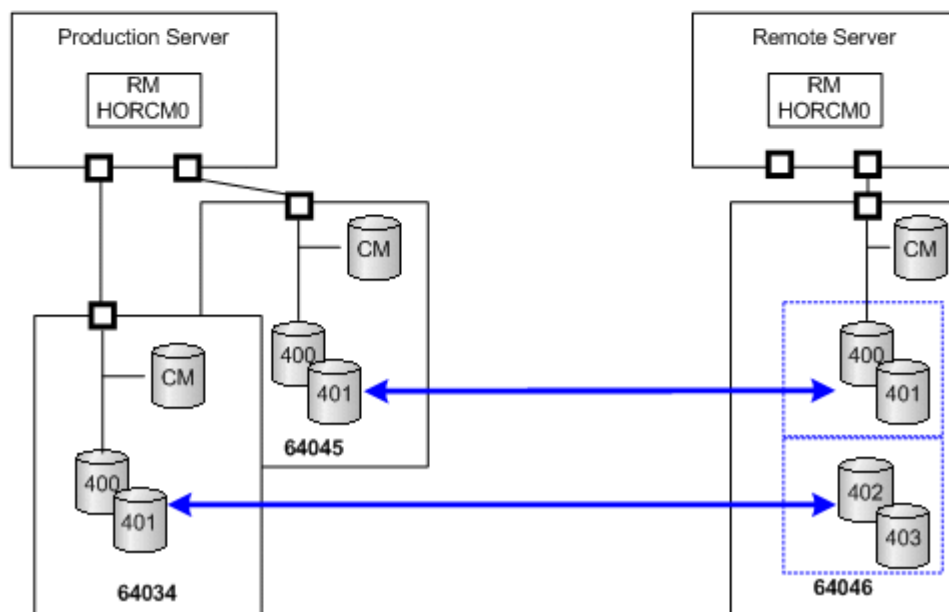 Production Server
RM
HORCM0
Remote Server
RM
HORCM0
CM
400
401
64045
CM
400
401
64034
CM
400
401
402
403
64046